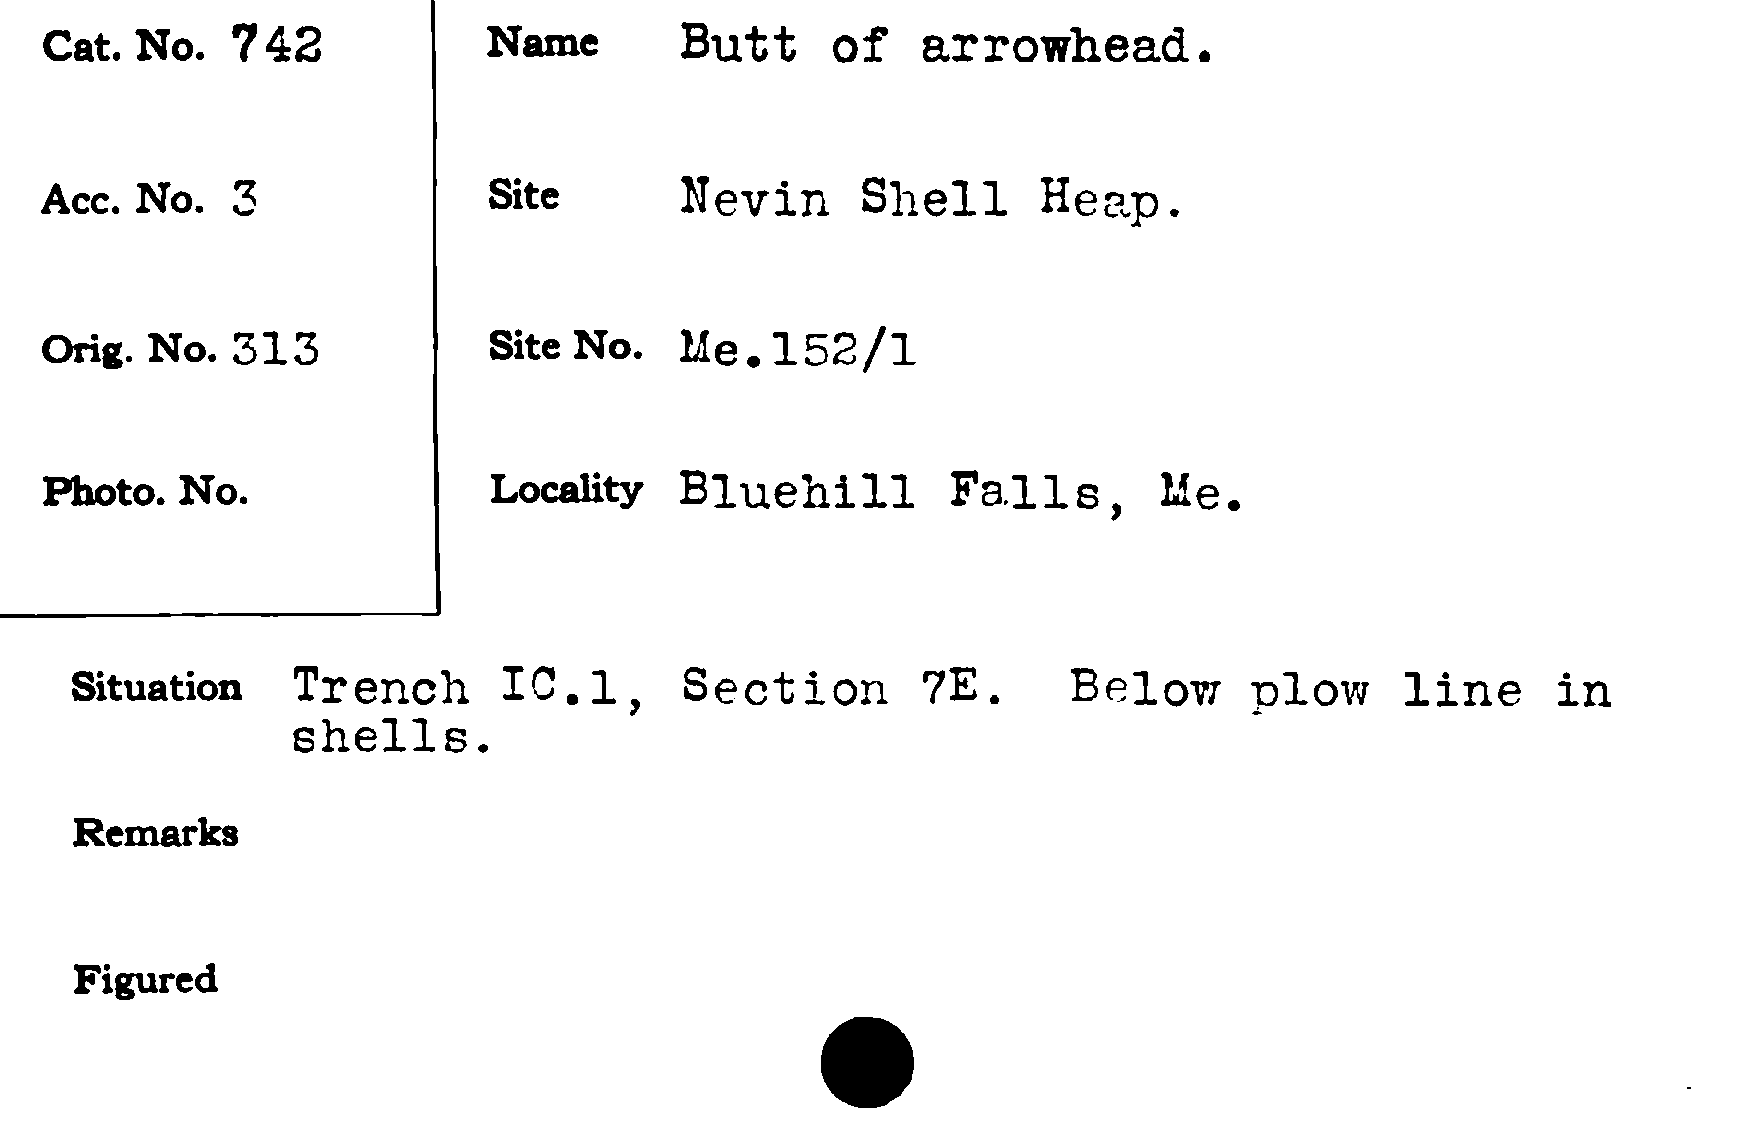 Cat. No. 742
Name Butt of arrowhead.
Acc. No. 3
Site Nevin Shell Heap.
Orig. No. 313
Site No. Me.152/1
Photo. No.
Locality Bluehill Falls, Me.
Situation Trench IC.1, Section 7E. Below plow line in
shells.
Remarks
Figured